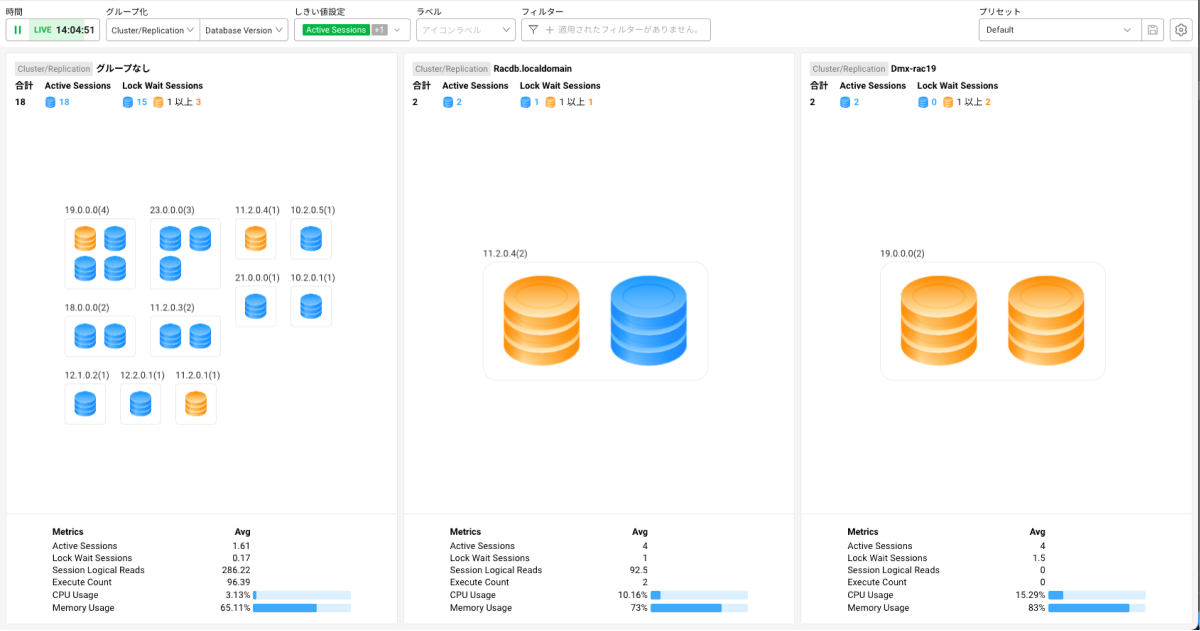 時間 グループ化 しきい値設定 ラベル フィルター プリセット
LIVE 14:04:51 Cluster/Replication Database Version Active Sessions +1 アイコンラベル 適用されたフィルターがありません。 Default
Cluster/Replication グループなし
合計 Active Sessions Lock Wait Sessions
18 18 15 1 以上 3
19.0.0.0(4) 23.0.0.0(3) 11.2.0.4(1) 10.2.0.5(1)
21.0.0.0(1) 10.2.0.1(1)
18.0.0.0(2) 11.2.0.3(2)
12.1.0.2(1) 12.2.0.1(1) 11.2.0.1(1)
Metrics Avg
Active Sessions 1.61
Lock Wait Sessions 0.17
Session Logical Reads 286.22
Execute Count 96.39
CPU Usage 3.13%
Memory Usage 65.11%
Cluster/Replication Racdb.localdomain
合計 Active Sessions Lock Wait Sessions
2 2 1 1 以上 1
11.2.0.4(2)
Metrics Avg
Active Sessions 4
Lock Wait Sessions 1
Session Logical Reads 92.5
Execute Count 2
CPU Usage 10.16%
Memory Usage 73%
Cluster/Replication Dmx-rac19
合計 Active Sessions Lock Wait Sessions
2 2 0 1 以上 2
19.0.0.0(2)
Metrics Avg
Active Sessions 4
Lock Wait Sessions 1.5
Session Logical Reads 0
Execute Count 0
CPU Usage 15.29%
Memory Usage 83%